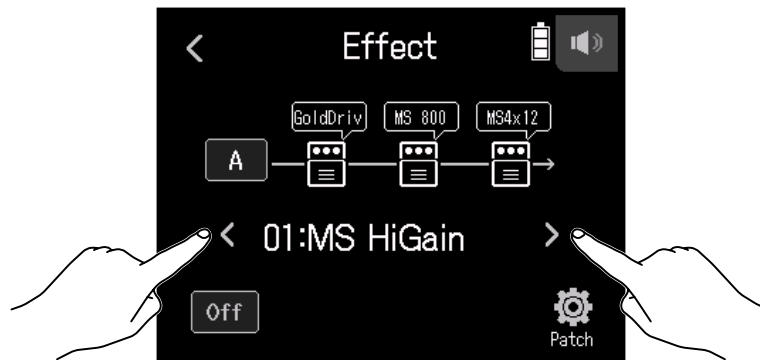 Effect
GoldDriv MS 800 MS4x12
A
01:MS HiGain
Off
Patch